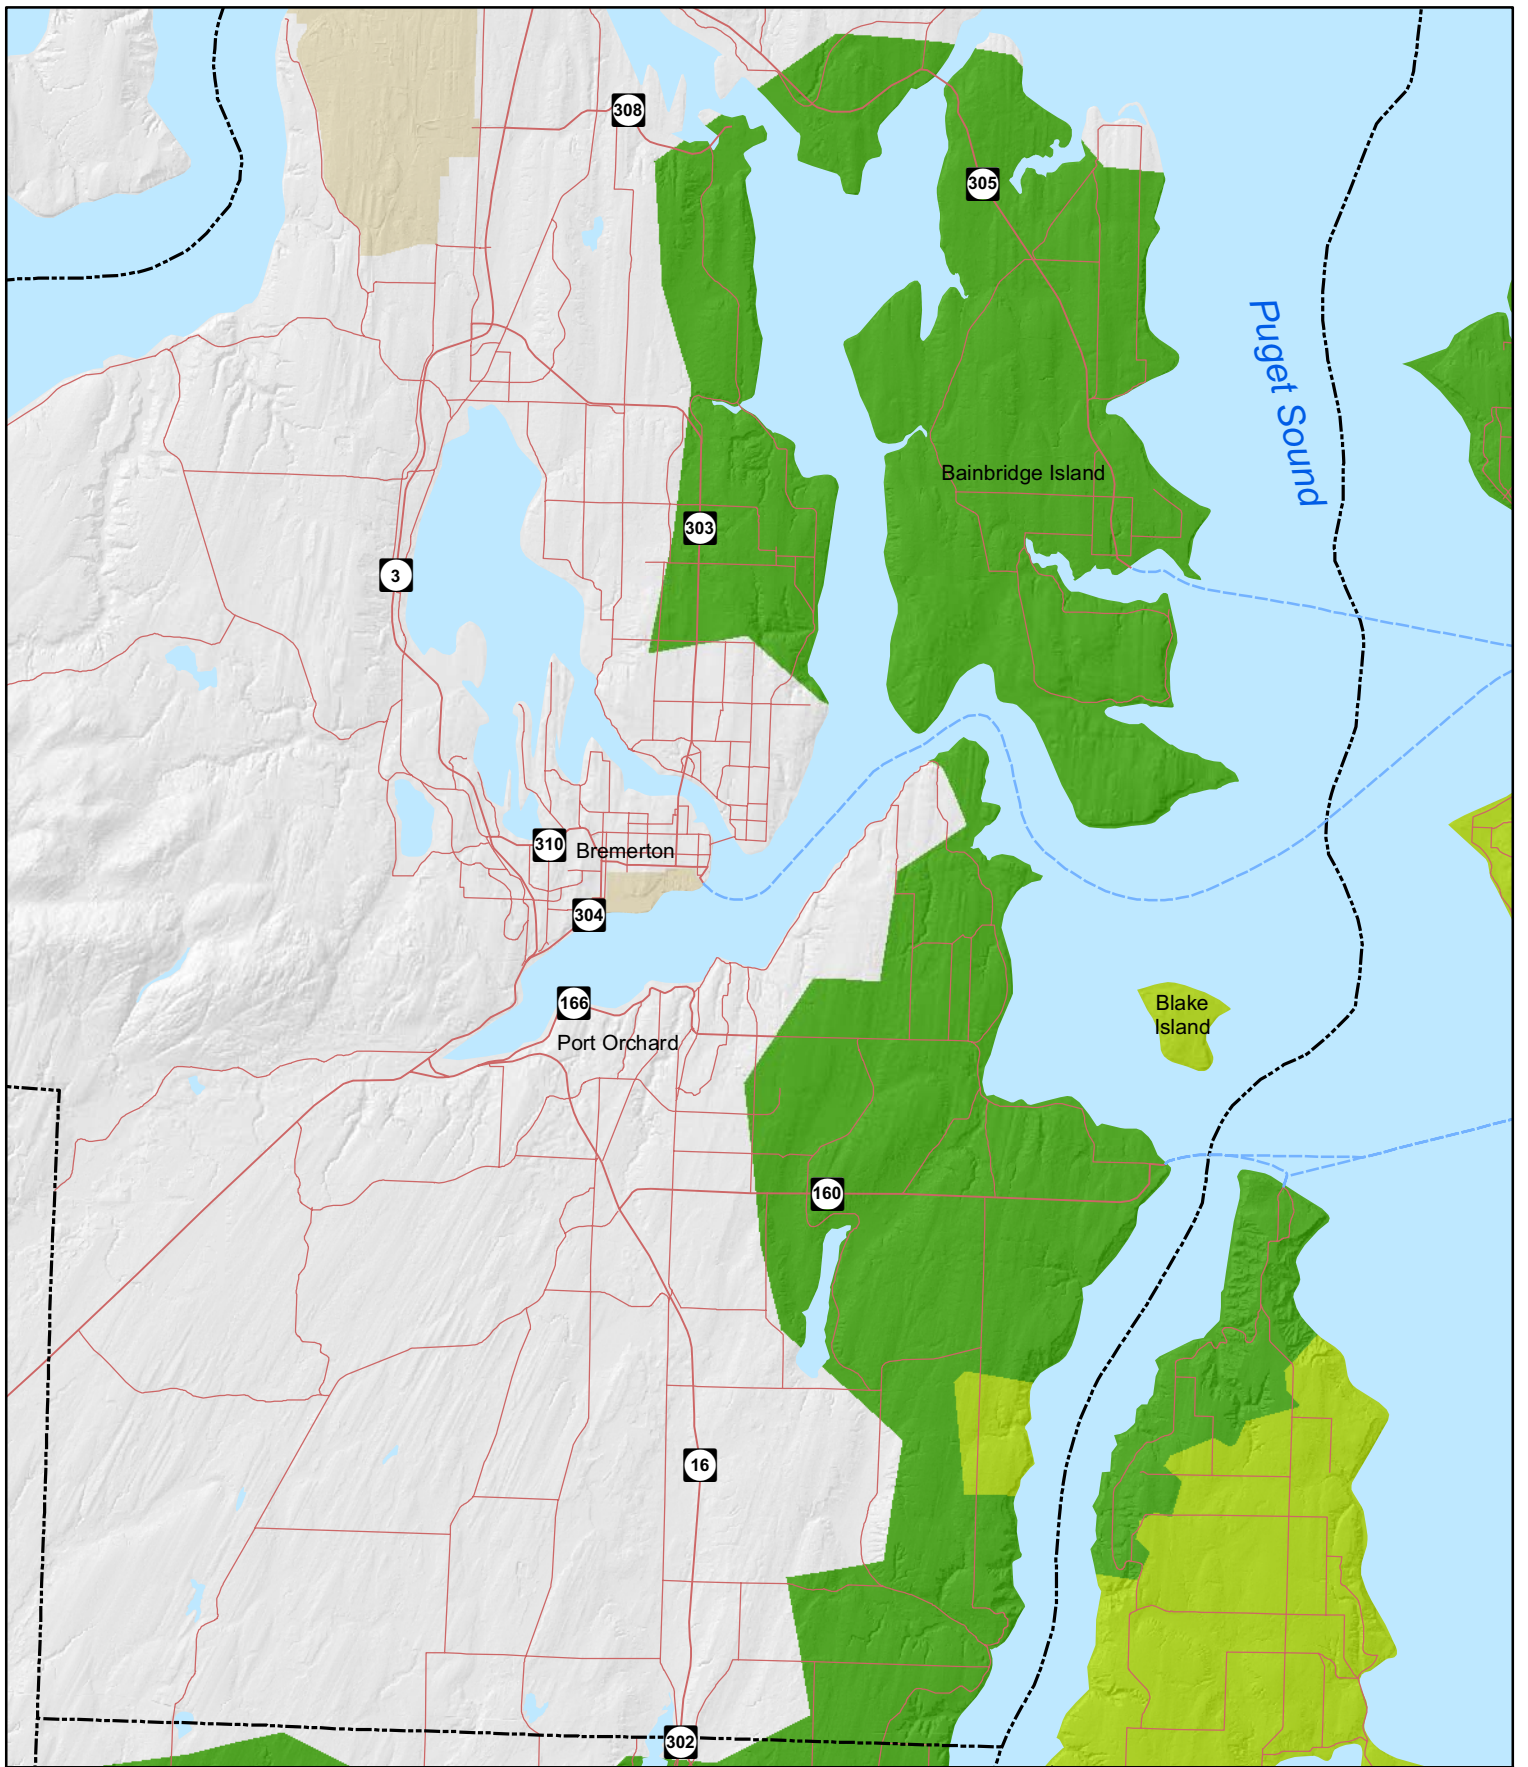 308
305
Puget Sound
Bainbridge Island
303
3
310
Bremerton
304
166
Blake
Island
Port Orchard
160
16
302